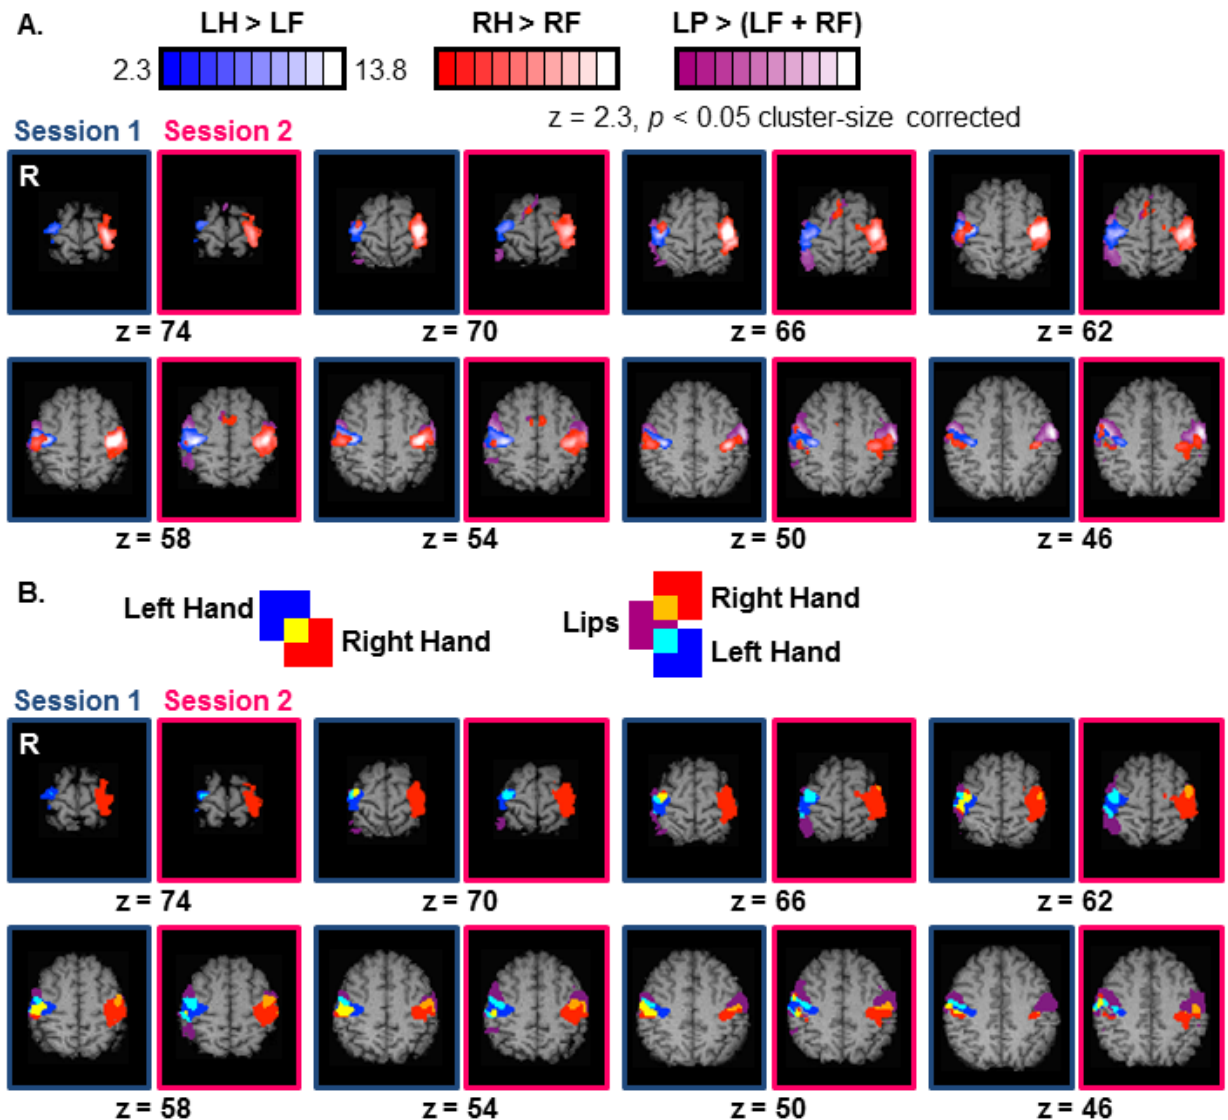 A.
LH > LF RH > RF LP > (LF + RF)
2.3 13.8
z = 2.3, p < 0.05 cluster-size corrected
Session 1 Session 2
R
z = 74 z = 70 z = 66 z = 62
z = 58 z = 54 z = 50 z = 46
B.
Left Hand
Right Hand
Lips
Right Hand
Left Hand
Session 1 Session 2
R
z = 74 z = 70 z = 66 z = 62
z = 58 z = 54 z = 50 z = 46